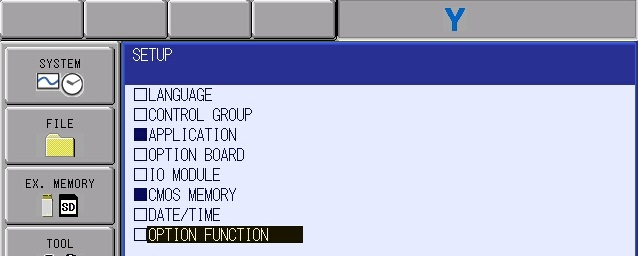 Y
SYSTEM
FILE
EX. MEMORY
SD
TOOL
SETUP
LANGUAGE
CONTROL GROUP
APPLICATION
OPTION BOARD
IO MODULE
CMOS MEMORY
DATE/TIME
OPTION FUNCTION